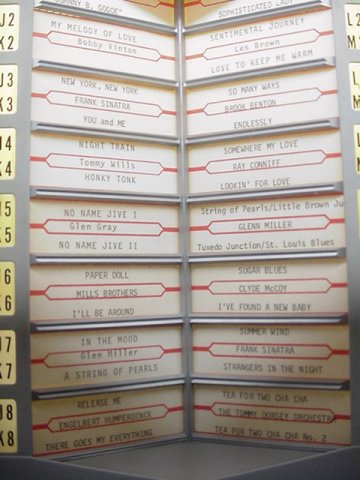 JOHNNY B. GOODE
J2
K2
MY MELODY OF LOVE
Bobby Vinton
J3
K3
NEW YORK, NEW YORK
FRANK SINATRA
YOU and ME
J4
K4
NIGHT TRAIN
Tommy Wills
HONKY TONK
J5
K5
NO NAME JIVE I
Glen Gray
NO NAME JIVE II
J6
K6
PAPER DOLL
MILLS BROTHERS
I'LL BE AROUND
J7
K7
IN THE MOOD
Glen Miller
A STRING OF PEARLS
J8
K8
RELEASE ME
ENGELBERT HUMPERDINCK
THERE GOES MY EVERYTHING
SOPHISTICATED LADY
SENTIMENTAL JOURNEY
Les Brown
LOVE TO KEEP ME WARM
SO MANY WAYS
BROOK BENTON
ENDLESSLY
SOMEWHERE MY LOVE
RAY CONNIFF
LOOKIN' FOR LOVE
String of Pearls/Little Brown Ju
GLENN MILLER
Tuxedo Junction/St. Louis Blues
SUGAR BLUES
CLYDE McCOY
I'VE FOUND A NEW BABY
SUMMER WIND
FRANK SINATRA
STRANGERS IN THE NIGHT
TEA FOR TWO CHA CHA
THE TOMMY DORSEY ORCHESTRA
TEA FOR TWO CHA CHA No. 2